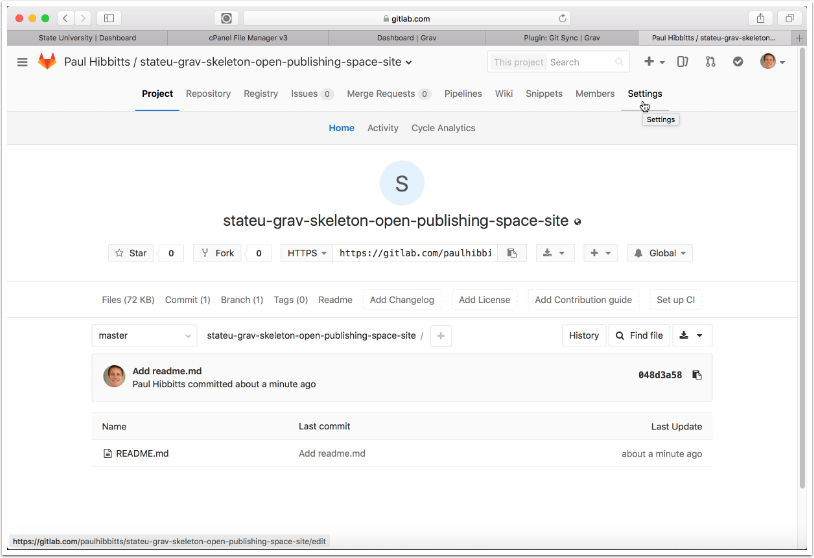 gitlab.com
State University | Dashboard cPanel File Manager v3 Dashboard | Grav Plugin: Git Sync | Grav Paul Hibbitts / stateu-grav-skeleton-open-publishing-space-site...
Paul Hibbitts / stateu-grav-skeleton-open-publishing-space-site This project Search
Project Repository Registry Issues 0 Merge Requests 0 Pipelines Wiki Snippets Members Settings
Settings
Home Activity Cycle Analytics
S
stateu-grav-skeleton-open-publishing-space-site
Star 0 Fork 0 HTTPS https://gitlab.com/paulhibbi Global
Files (72 KB) Commit (1) Branch (1) Tags (0) Readme Add Changelog Add License Add Contribution guide Set up CI
master stateu-grav-skeleton-open-publishing-space-site / + History Find file
Add readme.md
Paul Hibbitts committed about a minute ago 048d3a58
Name Last commit Last Update
README.md Add readme.md about a minute ago
https://gitlab.com/paulhibbitts/stateu-grav-skeleton-open-publishing-space-site/edit